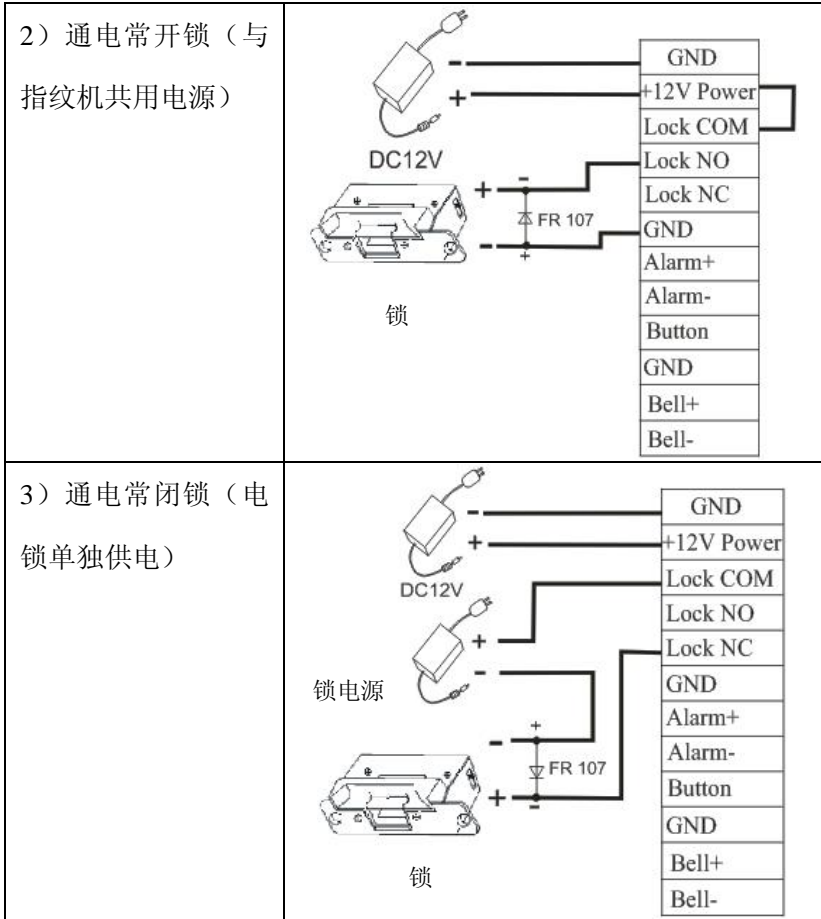 2）通电常开锁（与
指纹机共用电源）
-
+
DC12V
+
-
-
+
FR 107
锁
GND
+12V Power
Lock COM
Lock NO
Lock NC
GND
Alarm+
Alarm-
Button
GND
Bell+
Bell-
3）通电常闭锁（电
锁单独供电）
-
+
DC12V
+
-
锁电源
-
+
+
-
FR 107
锁
GND
+12V Power
Lock COM
Lock NO
Lock NC
GND
Alarm+
Alarm-
Button
GND
Bell+
Bell-